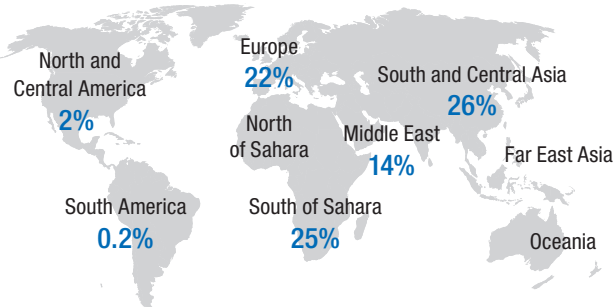 North and
Central America
2%
Europe
22%
South and Central Asia
26%
North
of Sahara
Middle East
14%
Far East Asia
South America
0.2%
South of Sahara
25%
Oceania